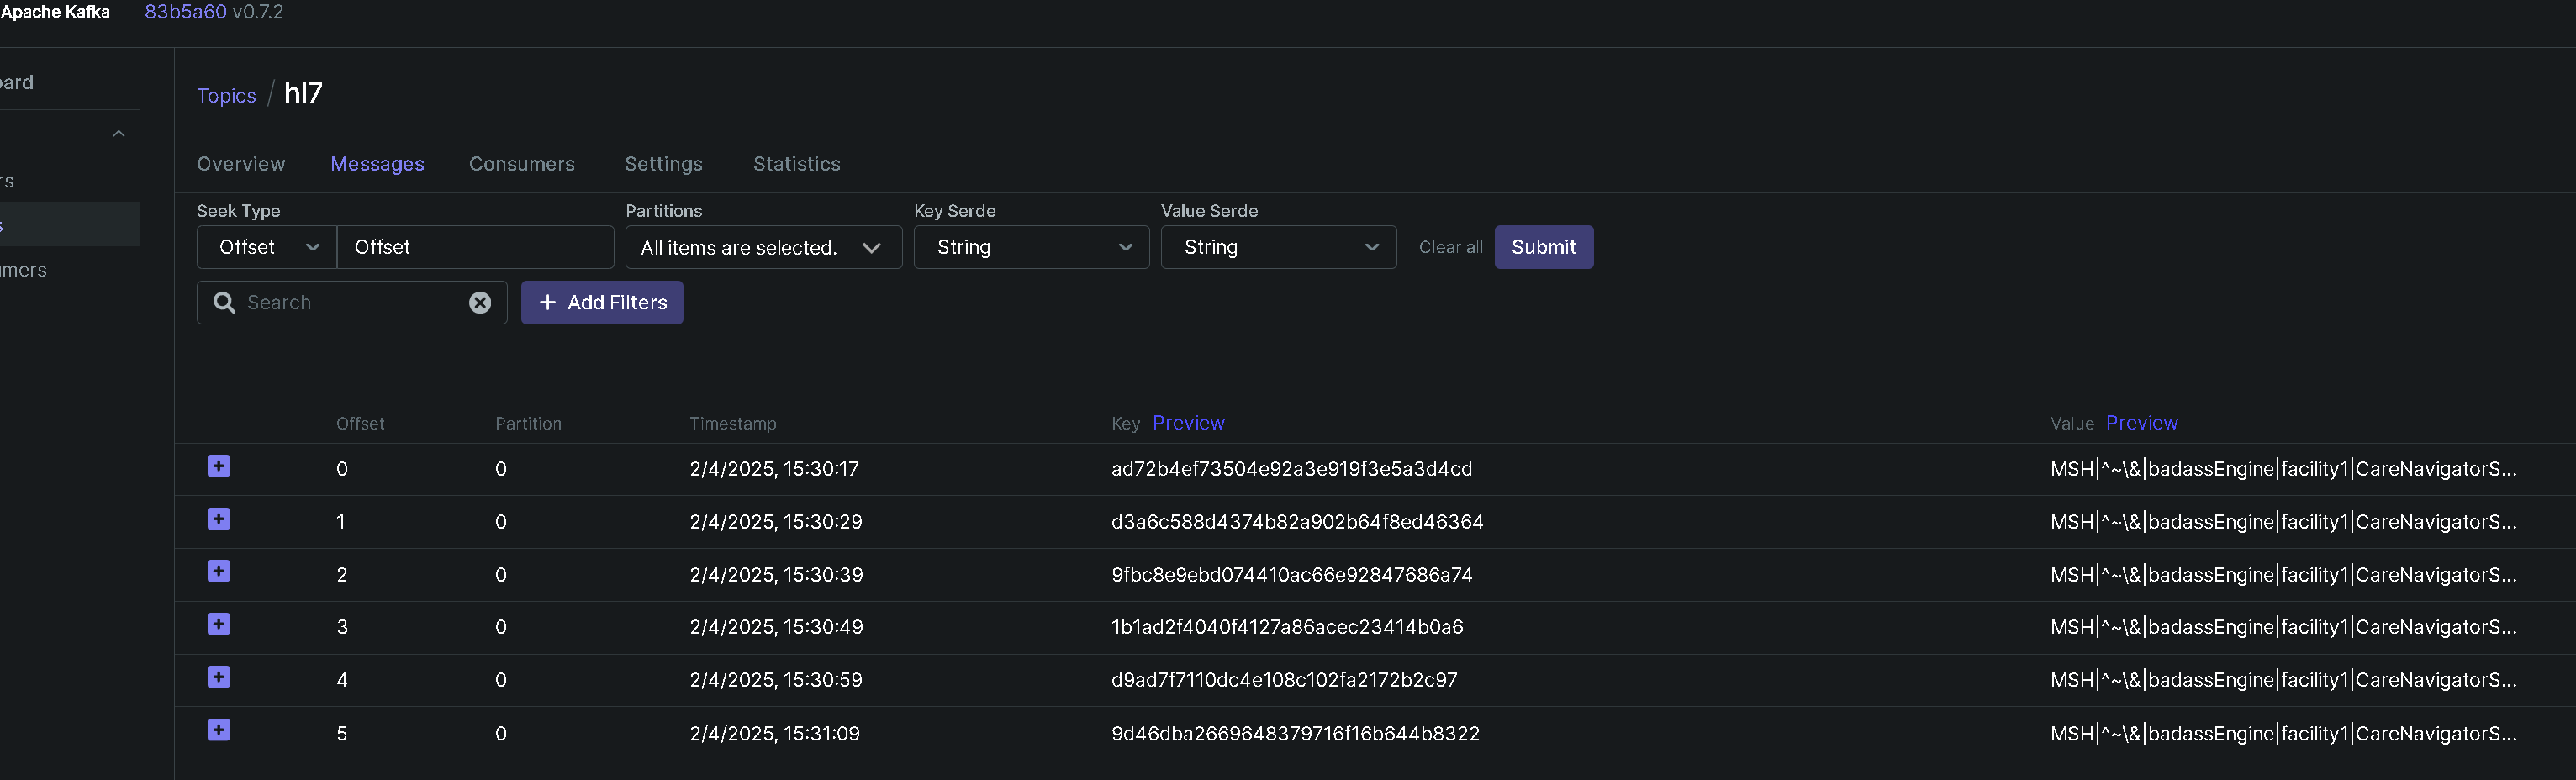 Apache Kafka 83b5a60 v0.7.2
oard
Topics / hl7
Overview Messages Consumers Settings Statistics
rs
s
umers
Seek Type Partitions Key Serde Value Serde
Offset Offset All items are selected. String String Clear all Submit
Search + Add Filters
Offset Partition Timestamp Key Preview Value Preview
0 0 2/4/2025, 15:30:17 ad72b4ef73504e92a3e919f3e5a3d4cd MSH|^~\&|badassEngine|facility1|CareNavigatorS...
1 0 2/4/2025, 15:30:29 d3a6c588d4374b82a902b64f8ed46364 MSH|^~\&|badassEngine|facility1|CareNavigatorS...
2 0 2/4/2025, 15:30:39 9fbc8e9ebd074410ac66e92847686a74 MSH|^~\&|badassEngine|facility1|CareNavigatorS...
3 0 2/4/2025, 15:30:49 1b1ad2f4040f4127a86acec23414b0a6 MSH|^~\&|badassEngine|facility1|CareNavigatorS...
4 0 2/4/2025, 15:30:59 d9ad7f7110dc4e108c102fa2172b2c97 MSH|^~\&|badassEngine|facility1|CareNavigatorS...
5 0 2/4/2025, 15:31:09 9d46dba2669648379716f16b644b8322 MSH|^~\&|badassEngine|facility1|CareNavigatorS...